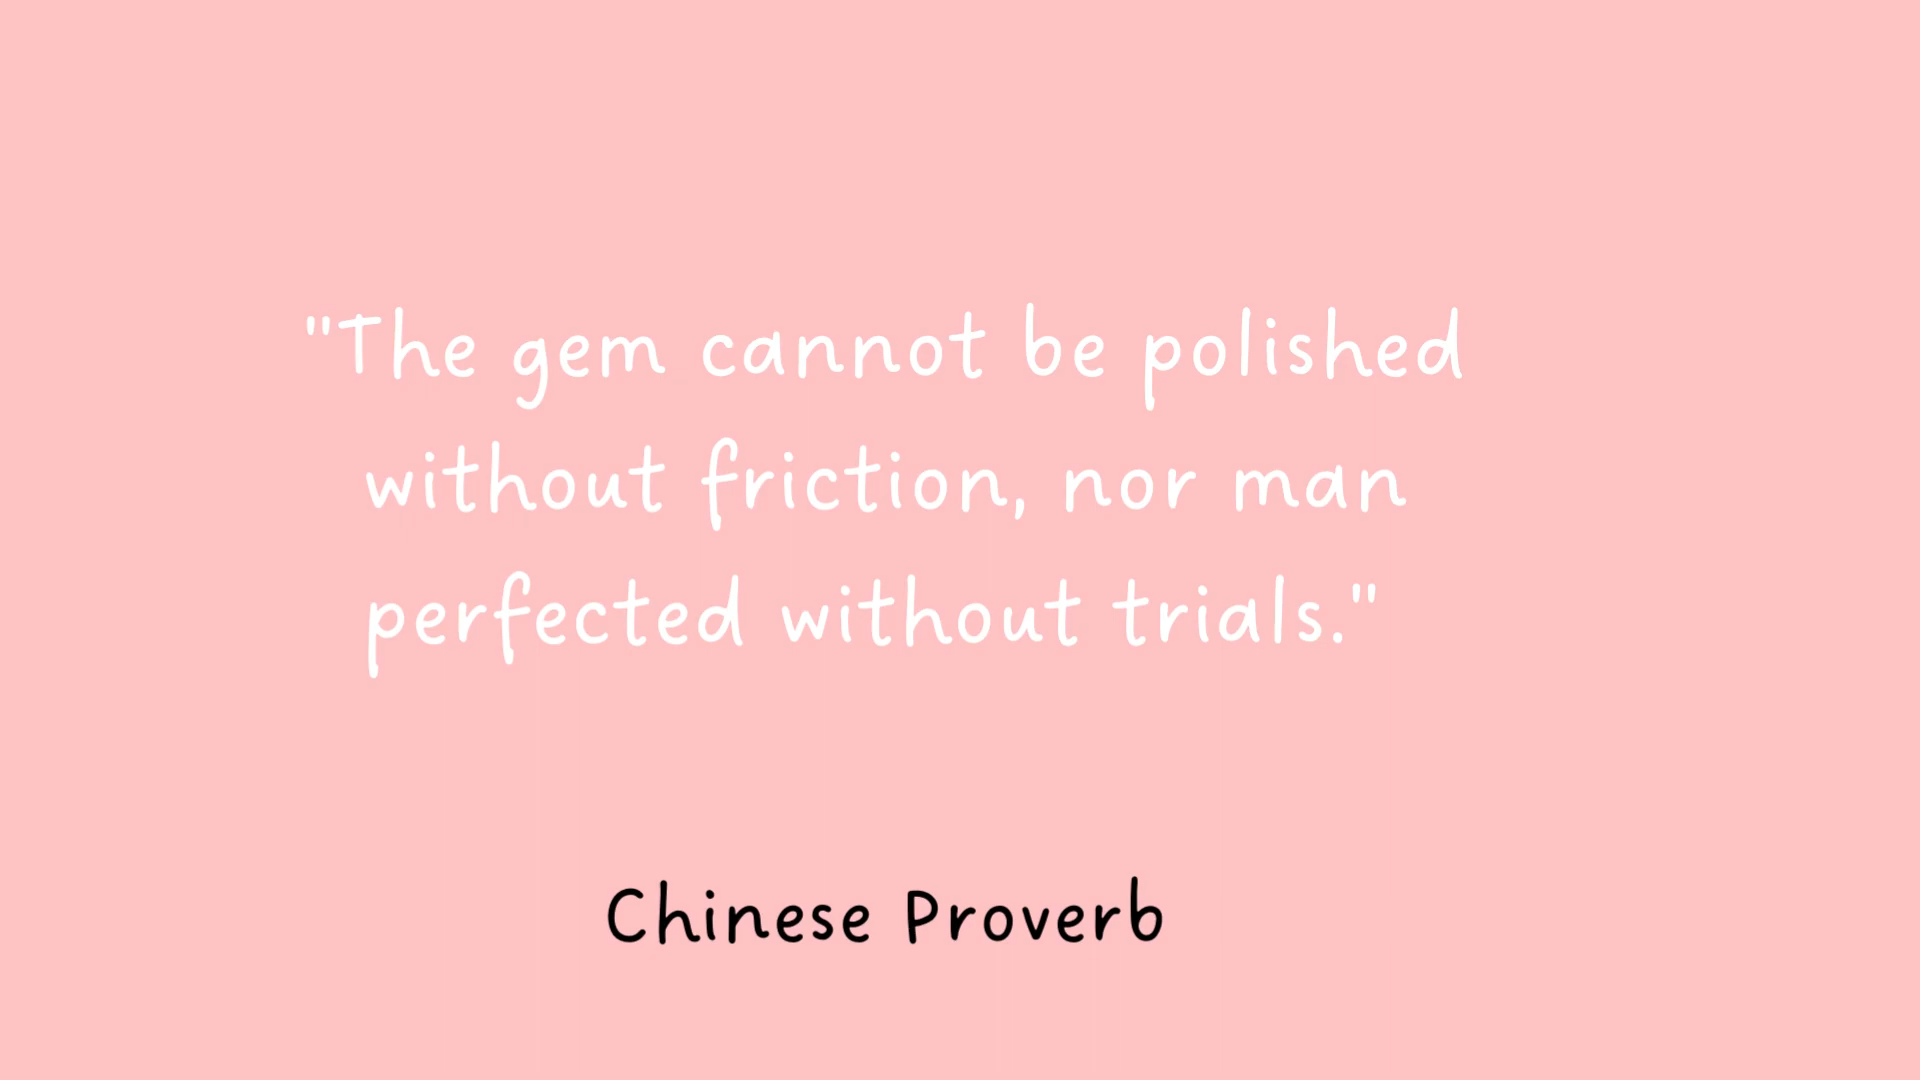 "The gem cannot be polished
without friction, nor man
perfected without trials."
Chinese Proverb